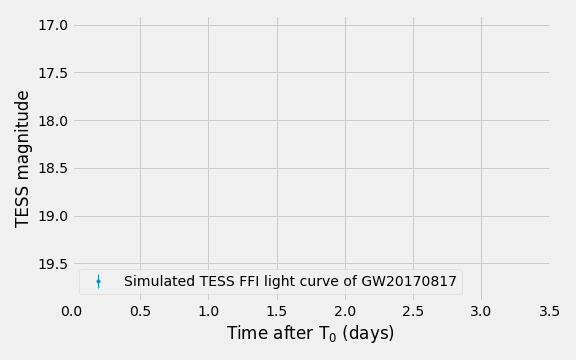 17.0
17.5
18.0
18.5
19.0
19.5
TESS magnitude
Simulated TESS FFI light curve of GW20170817
0.0 0.5 1.0 1.5 2.0 2.5 3.0 3.5
Time after T₀ (days)